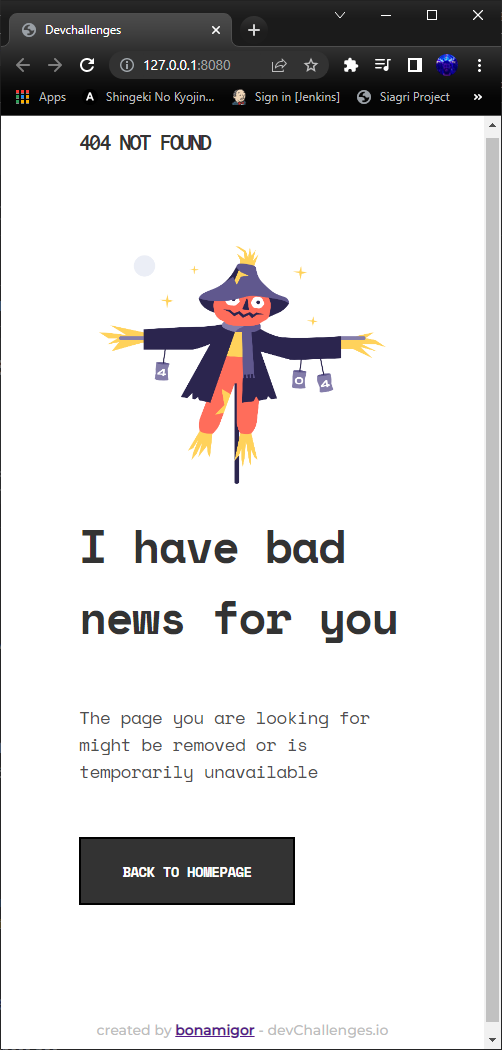 Devchallenges
127.0.0.1:8080
Apps
A
Shingeki No Kyojin...
Sign in [Jenkins]
Siagri Project
»
404 NOT FOUND
4
0
4
I have bad
news for you
The page you are looking for
might be removed or is
temporarily unavailable
BACK TO HOMEPAGE
created by bonamigor - devChallenges.io